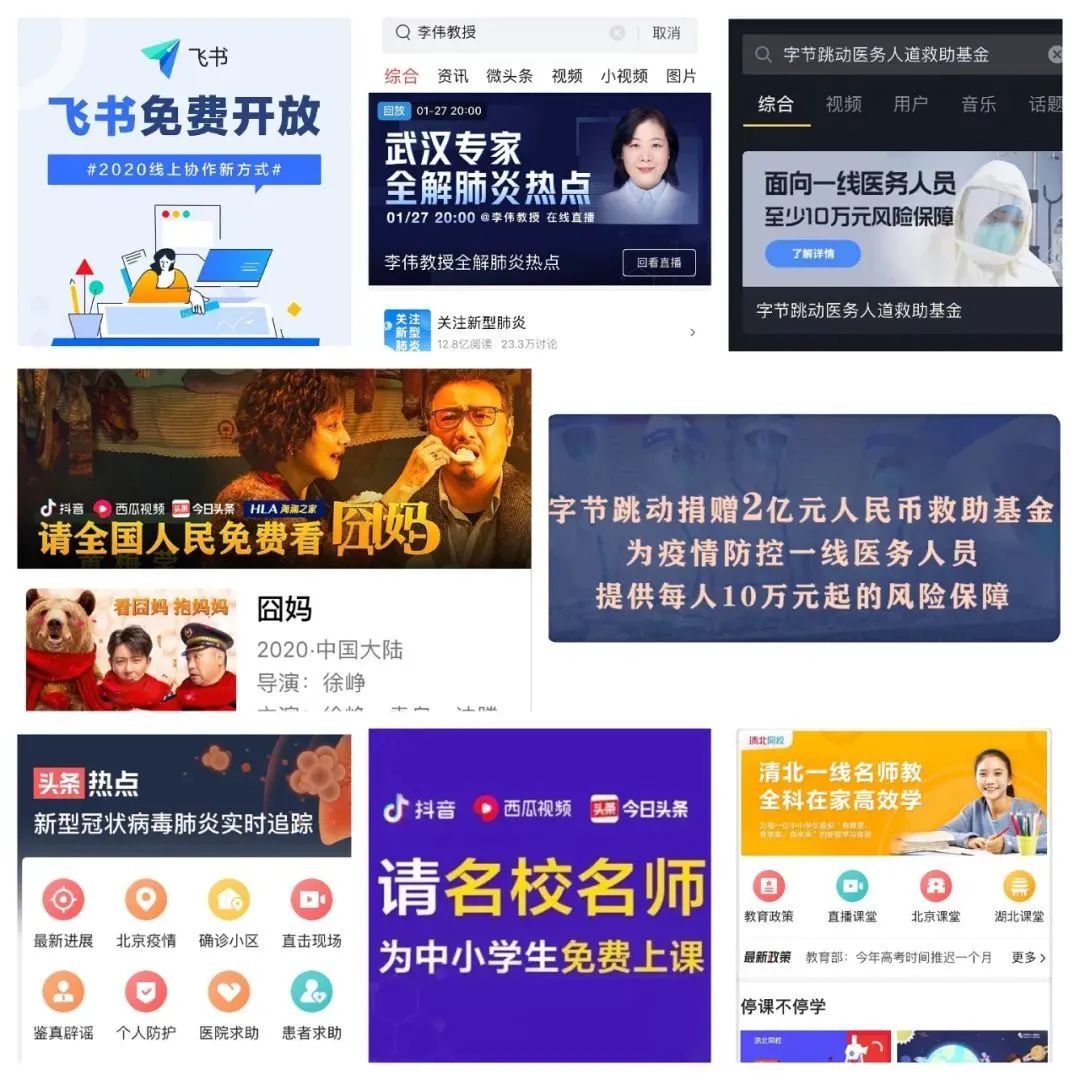 飞书
飞书免费开放
#2020线上协作新方式#
李伟教授
取消
综合 资讯 微头条 视频 小视频 图片
回放 01-27 20:00
武汉专家
全解肺炎热点
01/27 20:00 @李伟教授 在线直播
李伟教授全解肺炎热点
回看直播
关注
新型
肺炎
关注新型肺炎
12.8亿阅读 23.3万讨论
字节跳动医务人道救助基金
综合 视频 用户 音乐 话题
面向一线医务人员
至少10万元风险保障
了解详情
字节跳动医务人道救助基金
抖音 西瓜视频 头条 今日头条 HLA 海澜之家
请全国人民免费看囧妈
看囧妈 抱妈妈
囧妈
2020·中国大陆
导演：徐峥
字节跳动捐赠2亿元人民币救助基金
为疫情防控一线医务人员
提供每人10万元起的风险保障
头条 热点
新型冠状病毒肺炎实时追踪
最新进展 北京疫情 确诊小区 直击现场
鉴真辟谣 个人防护 医院求助 患者求助
抖音 西瓜视频 头条 今日头条
请名校名师
为中小学生免费上课
清北网校
清北一线名师教
全科在家高效学
教育政策 直播课堂 北京课堂 湖北课堂
最新政策 教育部：今年高考时间推迟一个月 更多
停课不停学
清北网校